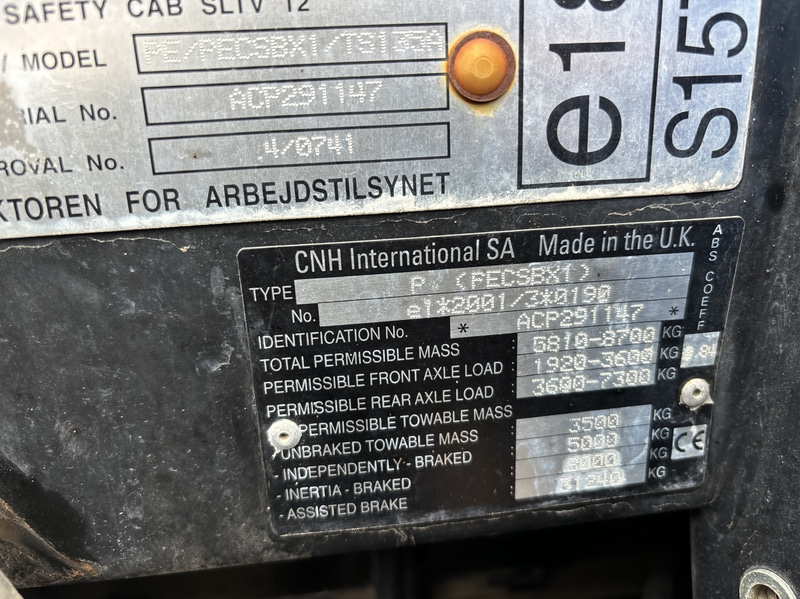 SAFETY CAB SLTV 12
/ MODEL PE/PECSBX1/TS135A
IAL No. ACP291147
ROVAL No. 4/0741
KTOREN FOR ARBEJDSTILSYNET
e18
S15
CNH International SA Made in the U.K.
TYPE P (PECSBX1)
No. e1*2001/3*0190
IDENTIFICATION No. * ACP291147 *
TOTAL PERMISSIBLE MASS 5810-8700 KG
PERMISSIBLE FRONT AXLE LOAD 1920-3600 KG
PERMISSIBLE REAR AXLE LOAD 3600-7300 KG
PERMISSIBLE TOWABLE MASS
- UNBRAKED TOWABLE MASS 3500 KG
- INDEPENDENTLY - BRAKED 5000 KG
- INERTIA - BRAKED KG
- ASSISTED BRAKE KG
ABS COEFF
CE